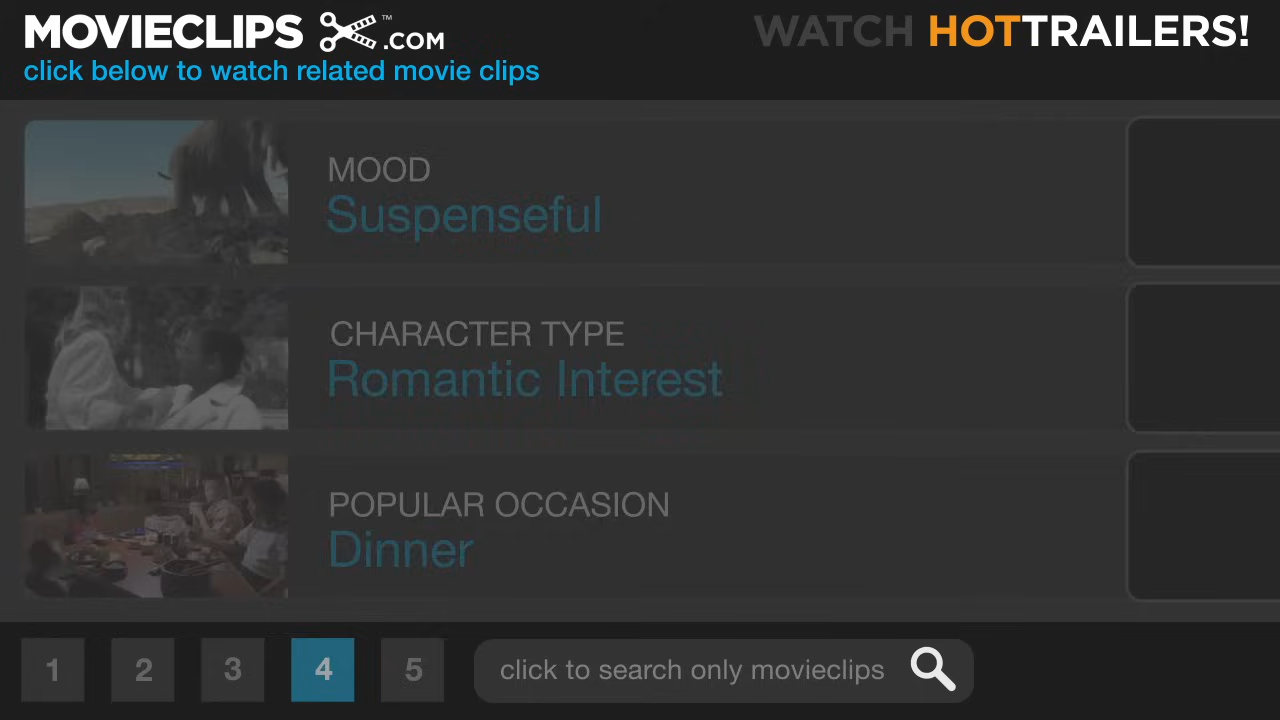 MOVIECLIPS ™ .COM
WATCH HOTTRAILERS!
click below to watch related movie clips
MOOD
Suspenseful
CHARACTER TYPE
Romantic Interest
POPULAR OCCASION
Dinner
1 2 3 4 5 click to search only movieclips